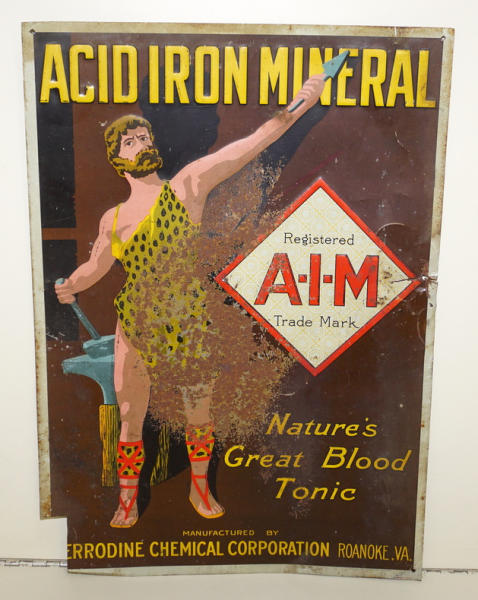 ACID IRON MINERAL
Registered
A-I-M
Trade Mark
Nature's
Great Blood
Tonic
MANUFACTURED BY
ERRODINE CHEMICAL CORPORATION ROANOKE, VA.